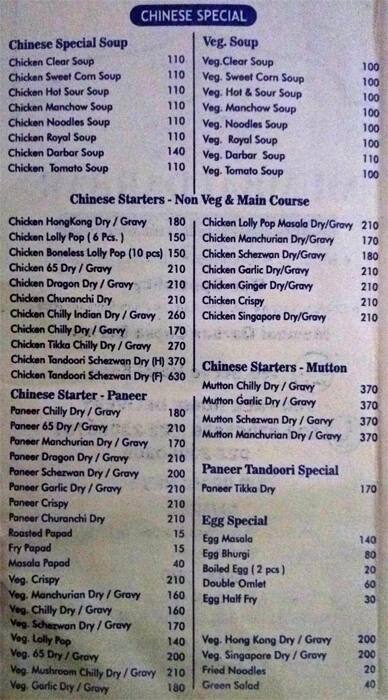 CHINESE SPECIAL
Chinese Special Soup
Chicken Clear Soup 110
Chicken Sweet Corn Soup 110
Chicken Hot Sour Soup 110
Chicken Manchow Soup 110
Chicken Noodles Soup 110
Chicken Royal Soup 110
Chicken Darbar Soup 140
Chicken Tomato Soup 110
Veg. Soup
Veg.Clear Soup 100
Veg. Sweet Corn Soup 100
Veg. Hot & Sour Soup 100
Veg. Manchow Soup 100
Veg. Noodles Soup 100
Veg. Royal Soup 100
Veg. Darbar Soup 110
Veg. Tomato Soup 100
Chinese Starters - Non Veg & Main Course
Chicken HongKong Dry / Gravy 180
Chicken Lolly Pop ( 6 Pcs. ) 150
Chicken Boneless Lolly Pop (10 pcs) 150
Chicken 65 Dry / Gravy 210
Chicken Dragon Dry / Gravy 210
Chicken Chunanchi Dry 210
Chicken Chilly Indian Dry / Gravy 260
Chicken Chilly Dry / Garvy 170
Chicken Tikka Chilly Dry / Gravy 270
Chicken Tandoori Schezwan Dry (H) 370
Chicken Tandoori Schezwan Dry (F) 630
Chicken Lolly Pop Masala Dry/Gravy 210
Chicken Manchurian Dry/Gravy 170
Chicken Schezwan Dry/Gravy 180
Chicken Garlic Dry/Gravy 210
Chicken Ginger Dry/Gravy 210
Chicken Crispy 210
Chicken Singapore Dry/Gravy 210
Chinese Starters - Mutton
Mutton Chilly Dry / Gravy 370
Mutton Garlic Dry / Gravy 370
Mutton Schezwan Dry / Garvy 370
Mutton Manchurian Dry / Gravy 370
Chinese Starter - Paneer
Paneer Chilly Dry / Gravy 180
Paneer 65 Dry / Gravy 210
Paneer Manchurian Dry / Gravy 170
Paneer Dragon Dry / Gravy 210
Paneer Schezwan Dry / Gravy 200
Paneer Garlic Dry / Gravy 210
Paneer Crispy 210
Paneer Churanchi Dry 210
Roasted Papad 15
Fry Papad 15
Masala Papad 40
Veg. Crispy 210
Veg. Manchurian Dry / Gravy 160
Veg. Chilly Dry / Gravy 160
Veg. Schezwan Dry / Gravy 170
Veg. Lolly Pop 140
Veg. 65 Dry / Gravy 200
Veg. Mushroom Chilly Dry / Gravy 210
Veg. Garlic Dry / Gravy 180
Paneer Tandoori Special
Paneer Tikka Dry 170
Egg Special
Egg Masala 140
Egg Bhurgi 80
Boiled Egg ( 2 pcs ) 20
Double Omlet 60
Egg Half Fry 30
Veg. Hong Kong Dry / Gravy 200
Veg. Singapore Dry / Gravy 200
Fried Noodles 20
Green Salad 40